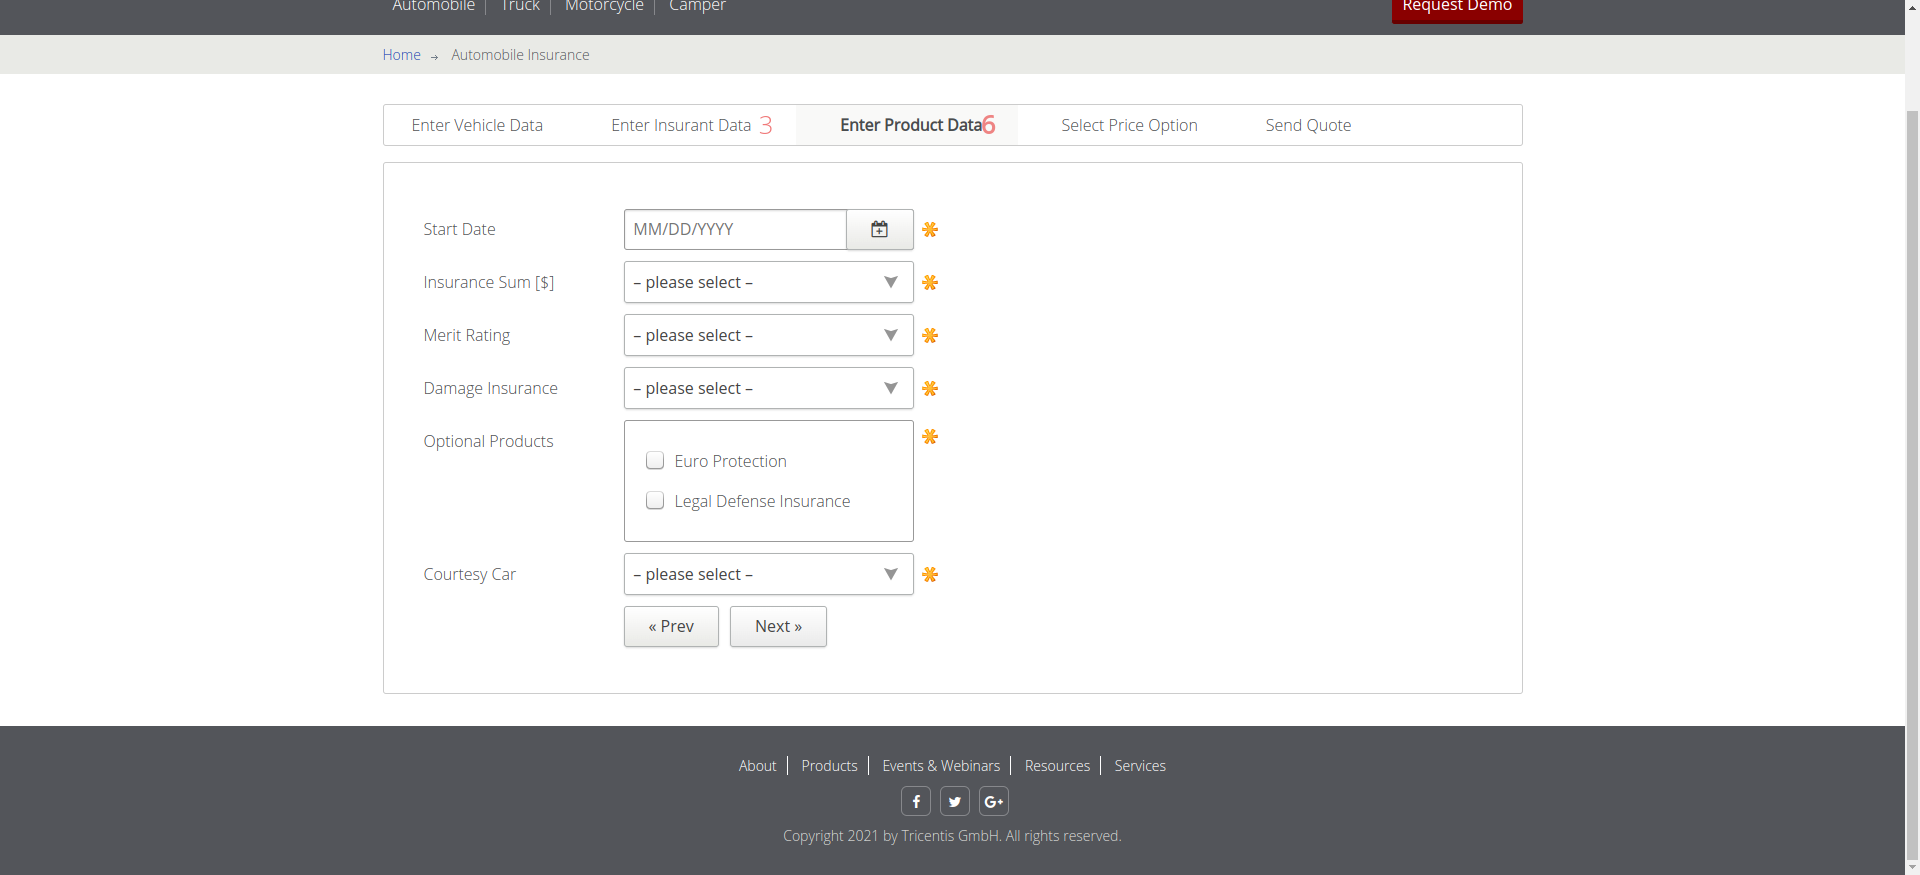 Automobile Truck Motorcycle Camper Request Demo
Home → Automobile Insurance
Enter Vehicle Data Enter Insurant Data 3 Enter Product Data 6 Select Price Option Send Quote
Start Date MM/DD/YYYY
Insurance Sum [$] – please select –
Merit Rating – please select –
Damage Insurance – please select –
Optional Products
Euro Protection
Legal Defense Insurance
Courtesy Car – please select –
« Prev Next »
About Products Events & Webinars Resources Services
f G+
Copyright 2021 by Tricentis GmbH. All rights reserved.